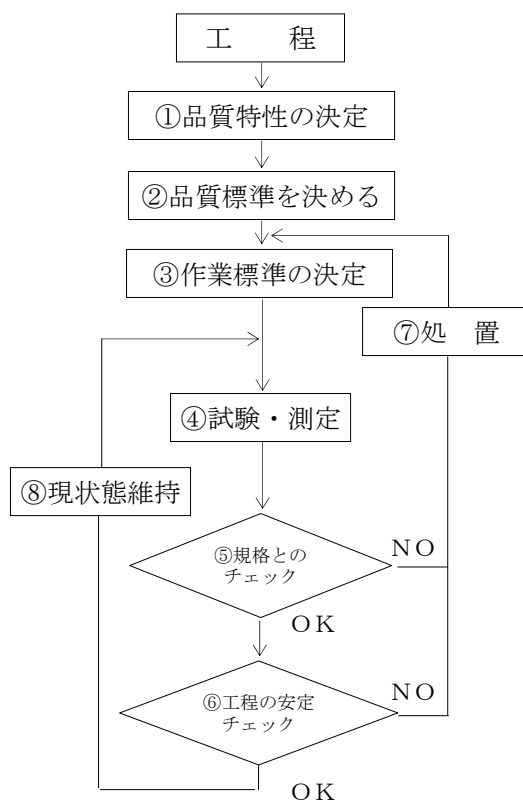 工　程
①品質特性の決定
②品質標準を決める
③作業標準の決定
⑦処　置
④試験・測定
⑧現状態維持
⑤規格との
チェック
NO
OK
⑥工程の安定
チェック
NO
OK